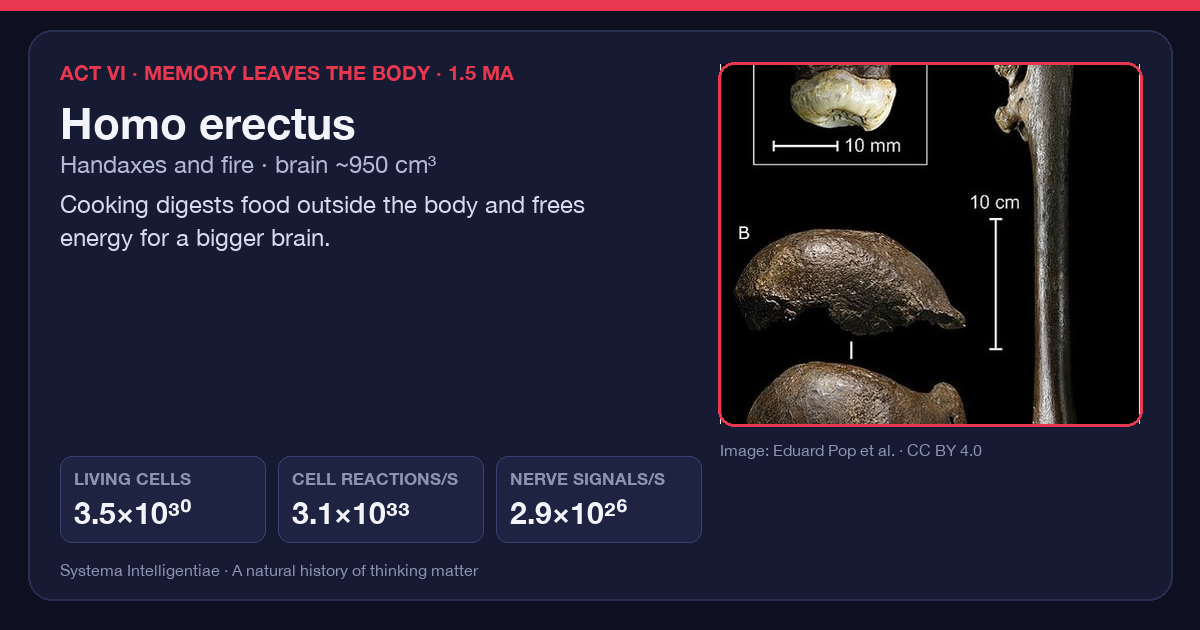 ACT VI · MEMORY LEAVES THE BODY · 1.5 MA
Homo erectus
Handaxes and fire · brain ~950 cm³
Cooking digests food outside the body and frees
energy for a bigger brain.
10 mm
10 cm
B
Image: Eduard Pop et al. · CC BY 4.0
LIVING CELLS
3.5×10³⁰
CELL REACTIONS/S
3.1×10³³
NERVE SIGNALS/S
2.9×10²⁶
Systema Intelligentiae · A natural history of thinking matter